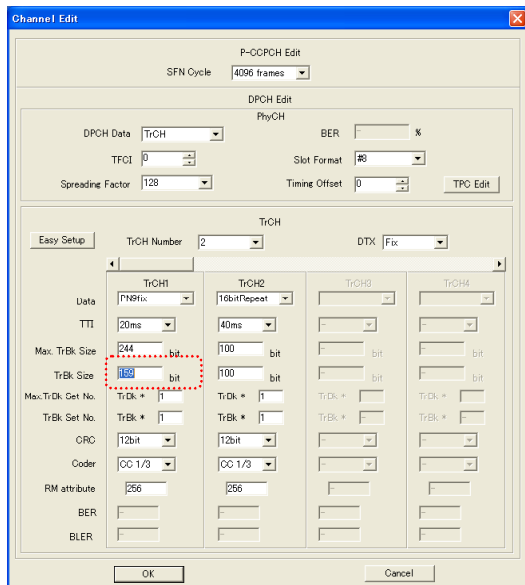 Channel Edit
P-CCPCH Edit
SFN Cycle 4096 frames
DPCH Edit
PhyCH
DPCH Data TrCH BER - %
TFCI 0 Slot Format #8
Spreading Factor 128 Timing Offset 0 TPC Edit
TrCH
Easy Setup TrCH Number 2 DTX Fix
TrCH1 TrCH2 TrCH3 TrCH4
Data PN9fix 16bitRepeat
TTI 20ms 40ms - -
Max. TrBk Size 244 bit 100 bit - bit - bit
TrBk Size 159 bit 100 bit - bit - bit
Max.TrBk Set No. TrBk * 1 TrBk * 1 TrBk * - TrBk * -
TrBk Set No. TrBk * 1 TrBk * 1 TrBk * - TrBk * -
CRC 12bit 12bit - -
Coder CC 1/3 CC 1/3 - -
RM attribute 256 256 - -
BER - - - -
BLER - - - -
OK Cancel